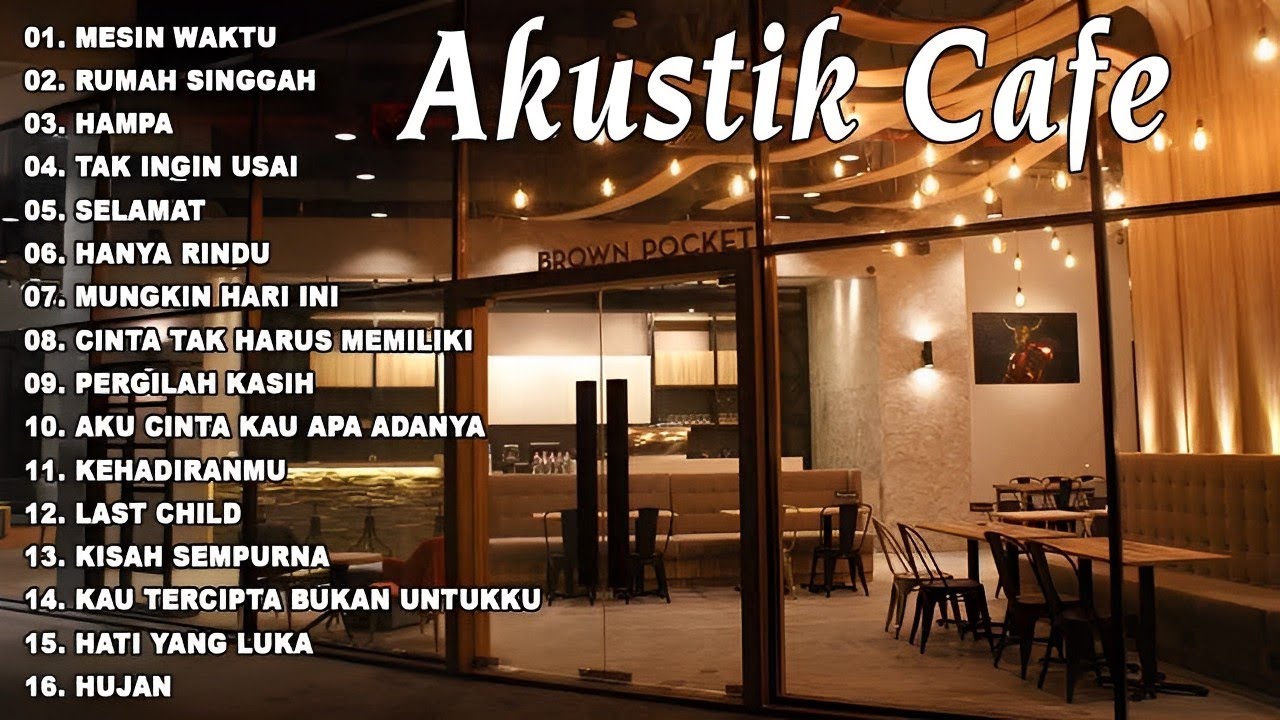 Akustik Cafe
01. MESIN WAKTU
02. RUMAH SINGGAH
03. HAMPA
04. TAK INGIN USAI
05. SELAMAT
06. HANYA RINDU
07. MUNGKIN HARI INI
08. CINTA TAK HARUS MEMILIKI
09. PERGILAH KASIH
10. AKU CINTA KAU APA ADANYA
11. KEHADIRANMU
12. LAST CHILD
13. KISAH SEMPURNA
14. KAU TERCIPTA BUKAN UNTUKKU
15. HATI YANG LUKA
16. HUJAN
BROWN POCKET